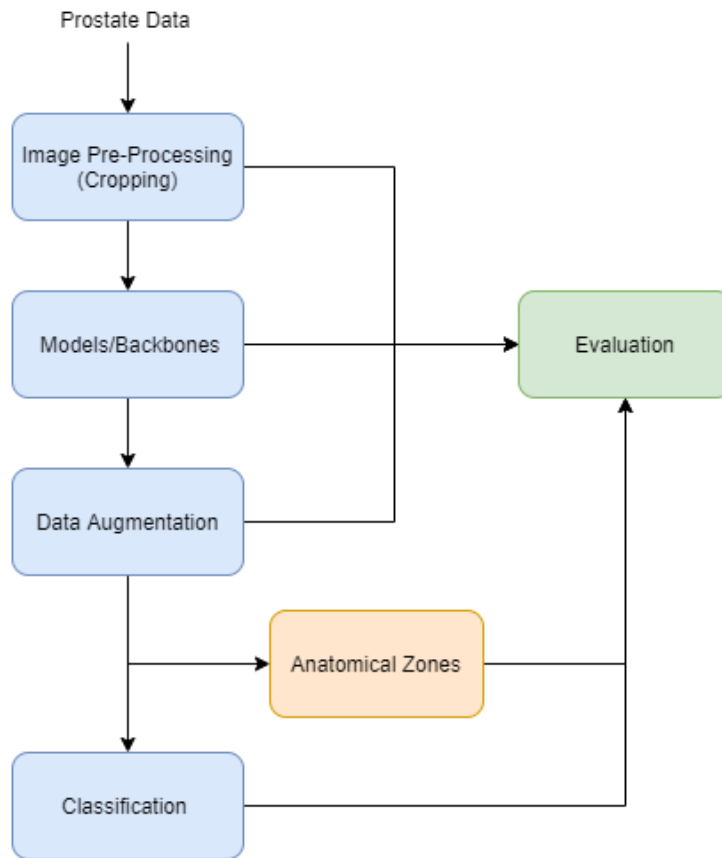 Prostate Data
Image Pre-Processing
(Cropping)
Models/Backbones
Evaluation
Data Augmentation
Anatomical Zones
Classification